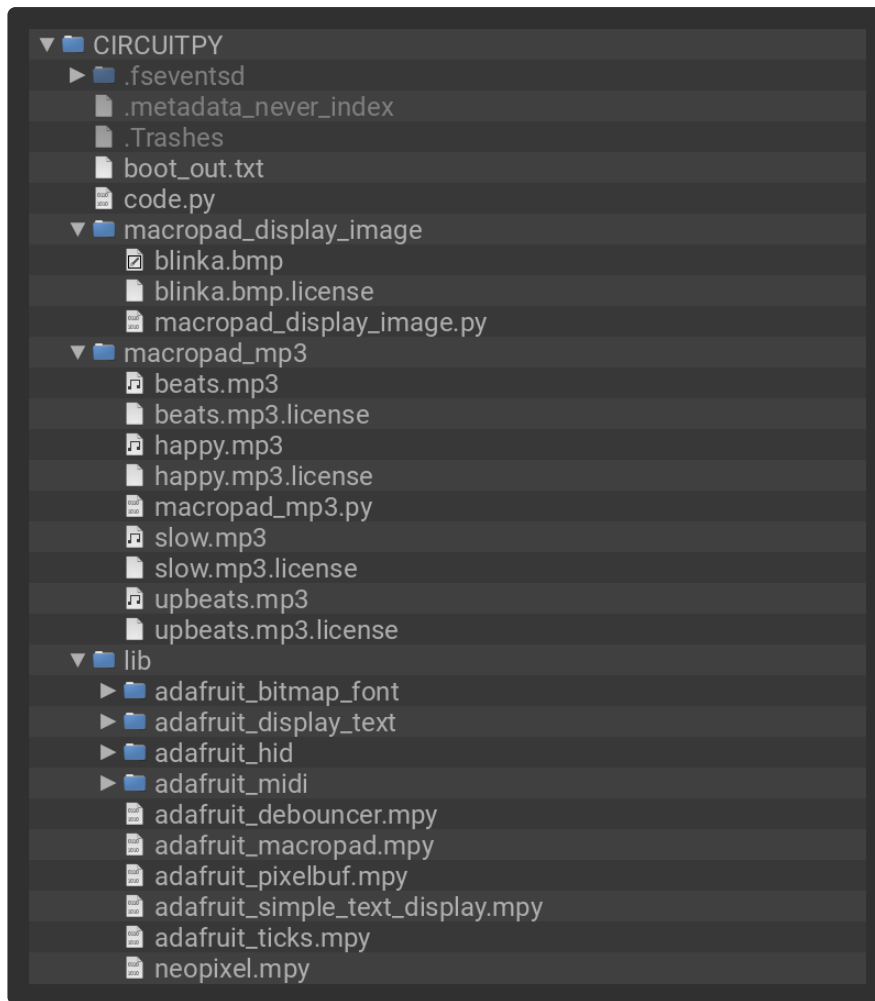 CIRCUITPY
.fseventsd
.metadata_never_index
.Trashes
boot_out.txt
code.py
macropad_display_image
blinka.bmp
blinka.bmp.license
macropad_display_image.py
macropad_mp3
beats.mp3
beats.mp3.license
happy.mp3
happy.mp3.license
macropad_mp3.py
slow.mp3
slow.mp3.license
upbeats.mp3
upbeats.mp3.license
lib
adafruit_bitmap_font
adafruit_display_text
adafruit_hid
adafruit_midi
adafruit_debouncer.mpy
adafruit_macropad.mpy
adafruit_pixelbuf.mpy
adafruit_simple_text_display.mpy
adafruit_ticks.mpy
neopixel.mpy